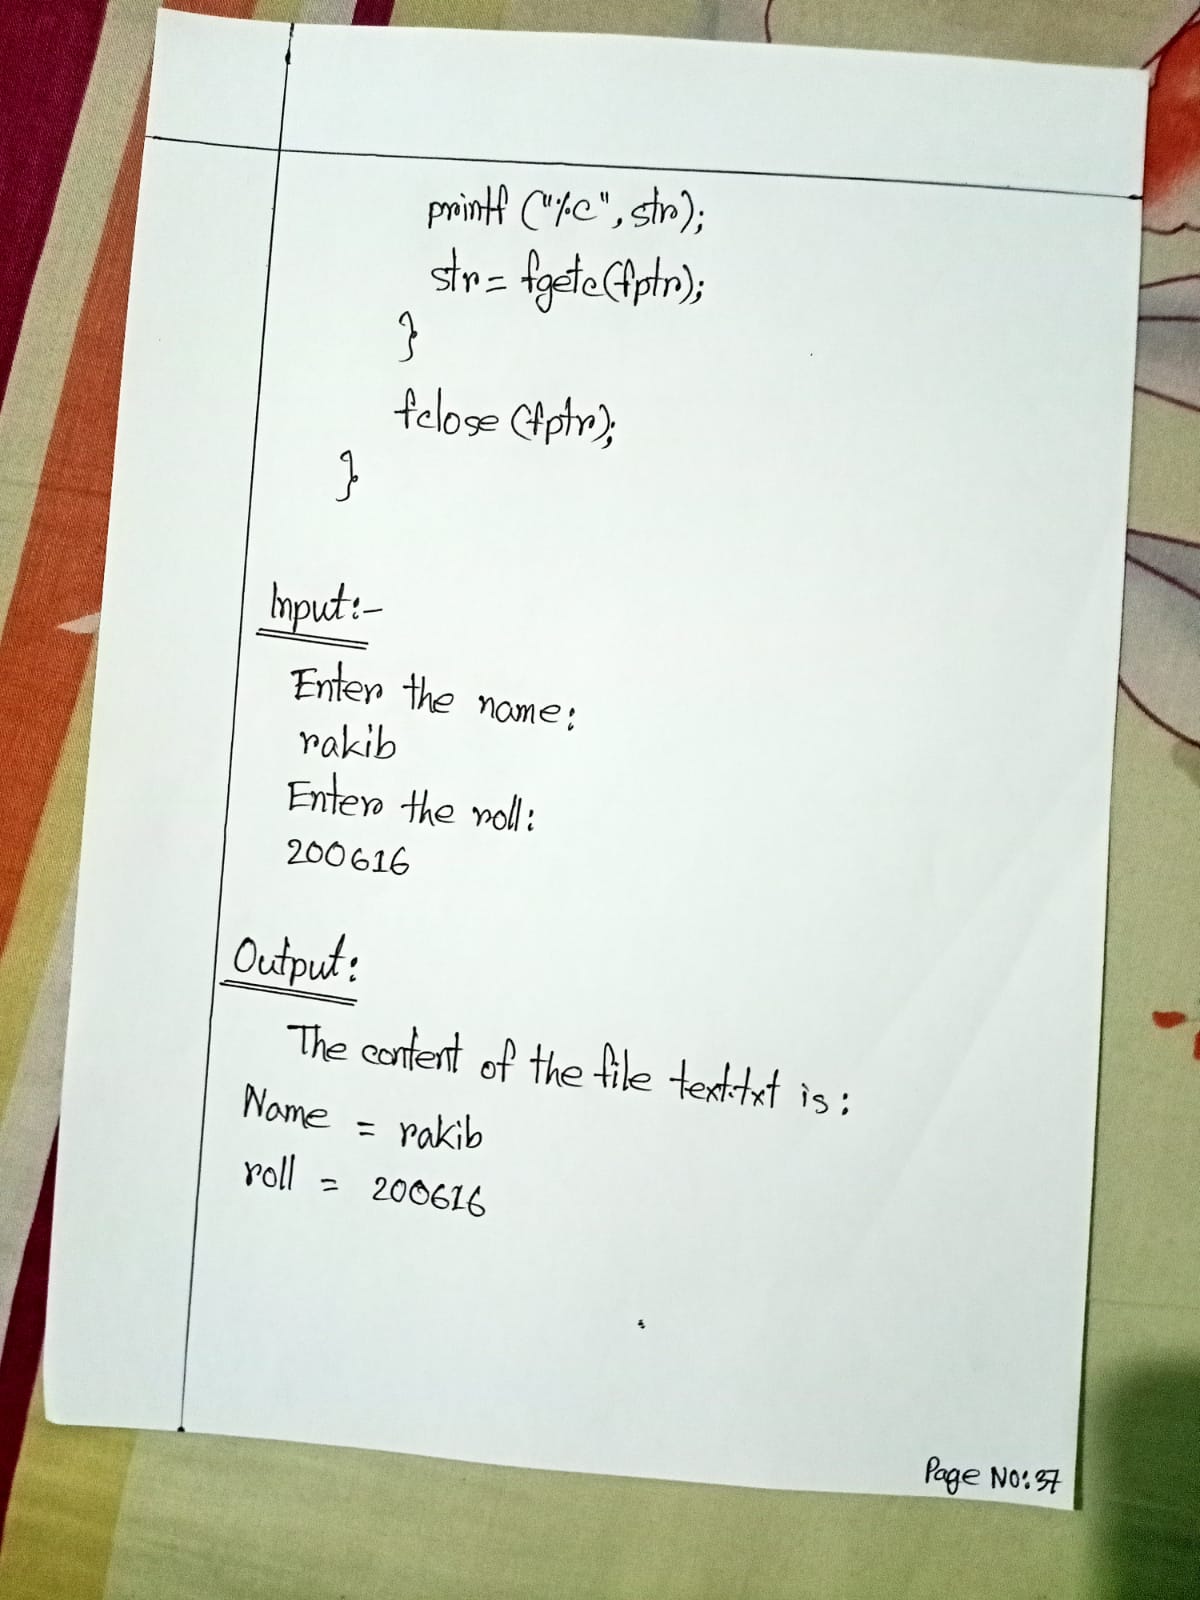 printf ("%c", str);
str = fgetc(fptr);
}
fclose (fptr);
}
Input:-
Enter the name:
rakib
Enter the roll:
200616
Output:
The content of the file text.txt is:
Name = rakib
roll = 200616
Page No: 37